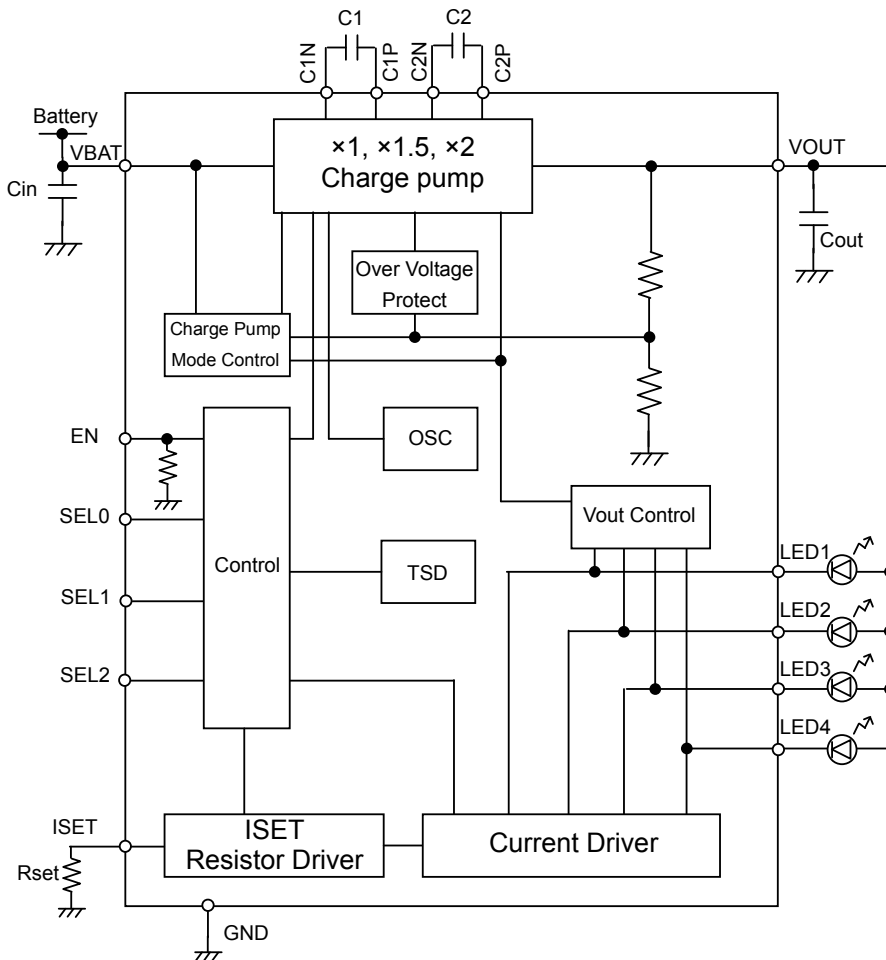 C1
C2
C1N
C1P
C2N
C2P
Battery
VBAT
×1, ×1.5, ×2
Charge pump
VOUT
Cin
Cout
Over Voltage
Protect
Charge Pump
Mode Control
EN
OSC
SEL0
Vout Control
Control
TSD
LED1
SEL1
LED2
SEL2
LED3
LED4
ISET
ISET
Resistor Driver
Current Driver
Rset
GND